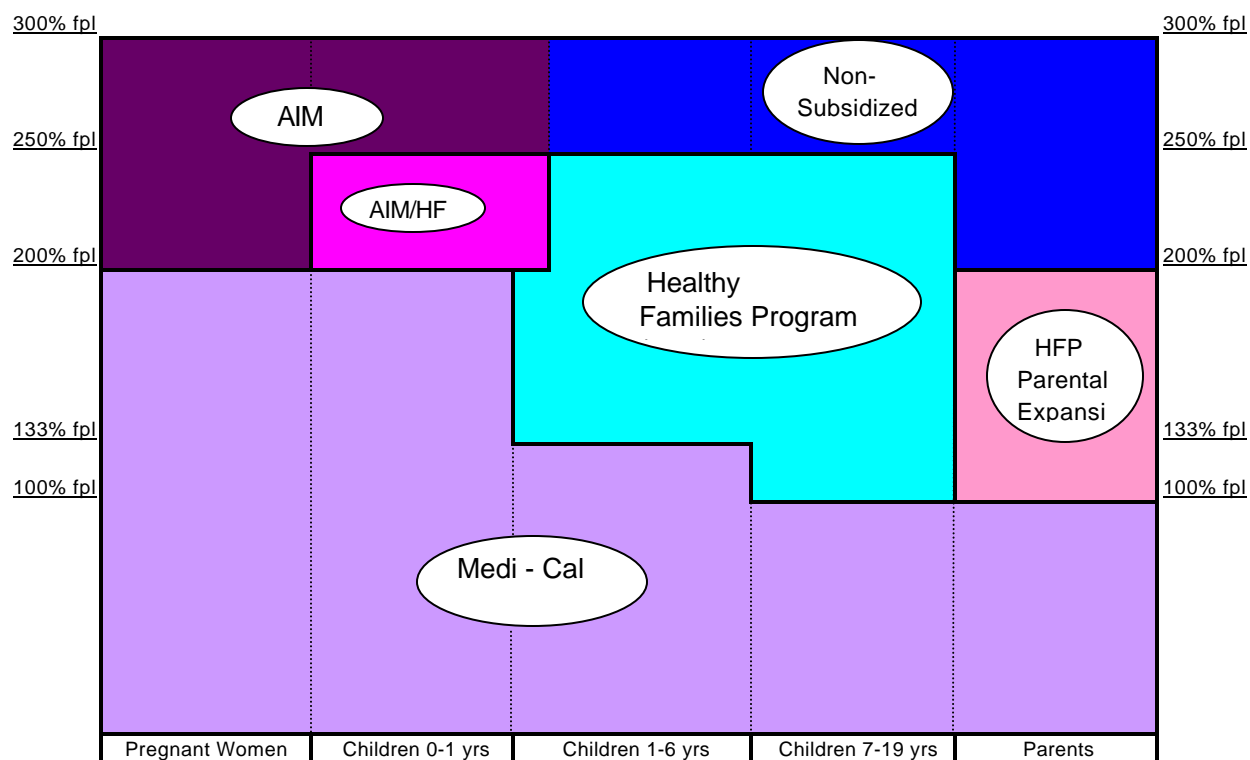 300% fpl
300% fpl
Non-
Subsidized
AIM
250% fpl
250% fpl
AIM/HF
200% fpl
200% fpl
Healthy
Families Program
HFP
Parental
Expansi
133% fpl
133% fpl
100% fpl
100% fpl
Medi - Cal
Pregnant Women
Children 0-1 yrs
Children 1-6 yrs
Children 7-19 yrs
Parents